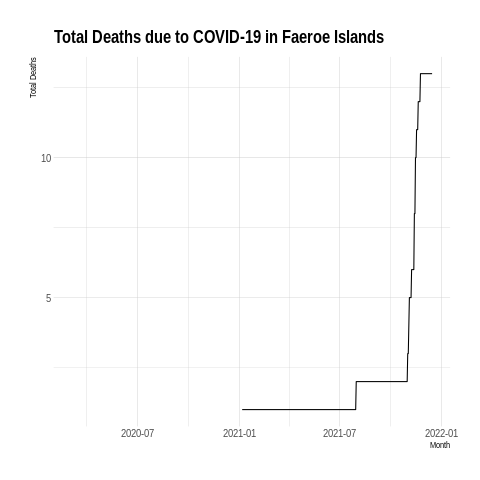 Total Deaths due to COVID-19 in Faeroe Islands
Total Deaths
10
5
2020-07 2021-01 2021-07 2022-01
Month